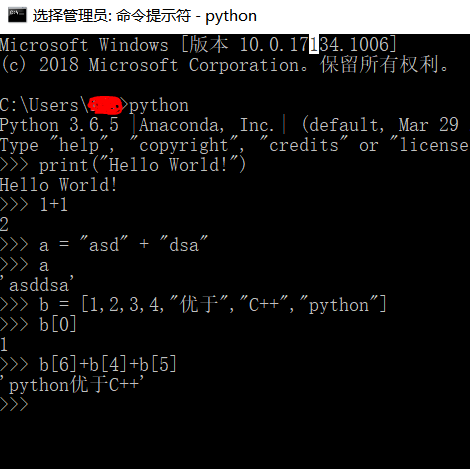 选择管理员: 命令提示符 - python
Microsoft Windows [版本 10.0.17134.1006]
(c) 2018 Microsoft Corporation。保留所有权利。
C:\Users\>python
Python 3.6.5 |Anaconda, Inc.| (default, Mar 29
Type "help", "copyright", "credits" or "license
>>> print("Hello World!")
Hello World!
>>> 1+1
2
>>> a = "asd" + "dsa"
>>> a
'asddsa'
>>> b = [1,2,3,4,"优于","C++","python"]
>>> b[0]
1
>>> b[6]+b[4]+b[5]
'python优于C++'
>>>